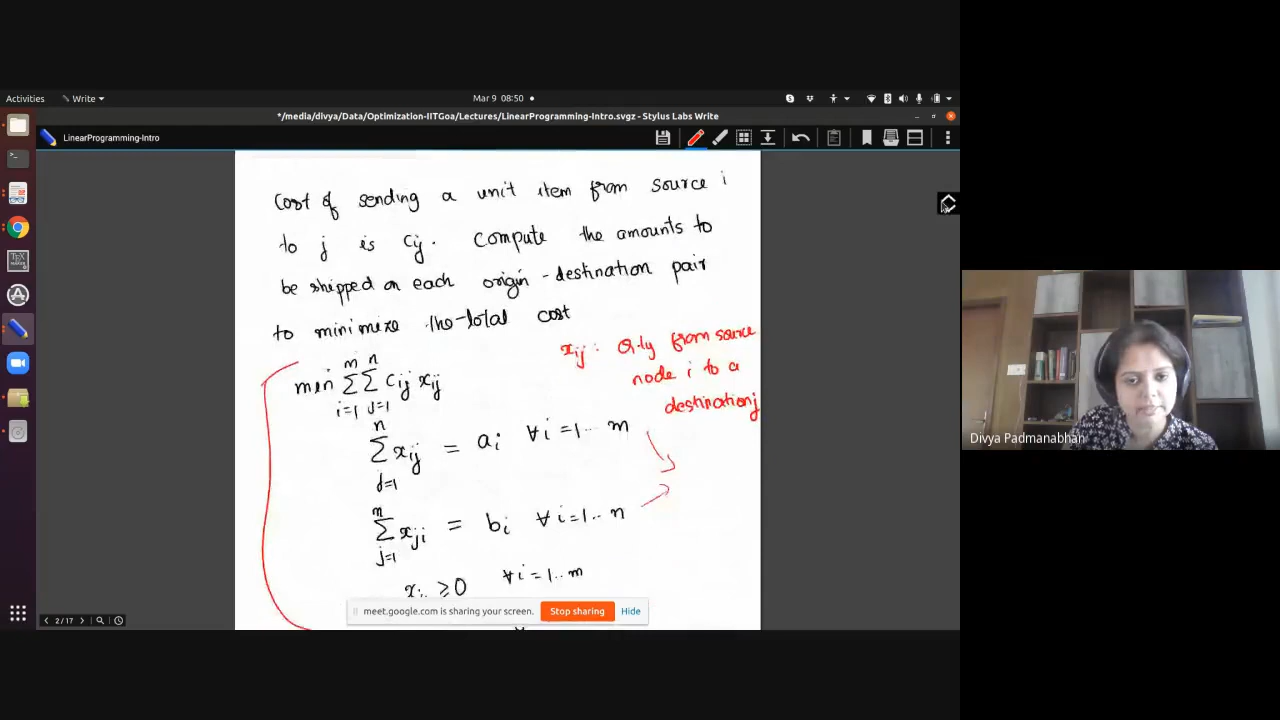 Activities
Write
Mar 9 08:50
*/media/divya/Data/Optimization-IITGoa/Lectures/LinearProgramming-Intro.svgz - Stylus Labs Write
LinearProgramming-Intro
Cost of sending a unit item from source i
to j is Cij. Compute the amounts to
be shipped on each origin-destination pair
to minimize the total cost
xij : Qty from source
node i to a
destination j
min Σ_{i=1}^{m} Σ_{j=1}^{n} Cij xij
Σ_{j=1}^{n} xij = ai ∀i = 1.. m
Σ_{j=1}^{m} xji = bi ∀i = 1.. n
≥ 0 ∀i = 1.. m
meet.google.com is sharing your screen.
Stop sharing
Hide
2/17
Divya Padmanabhan